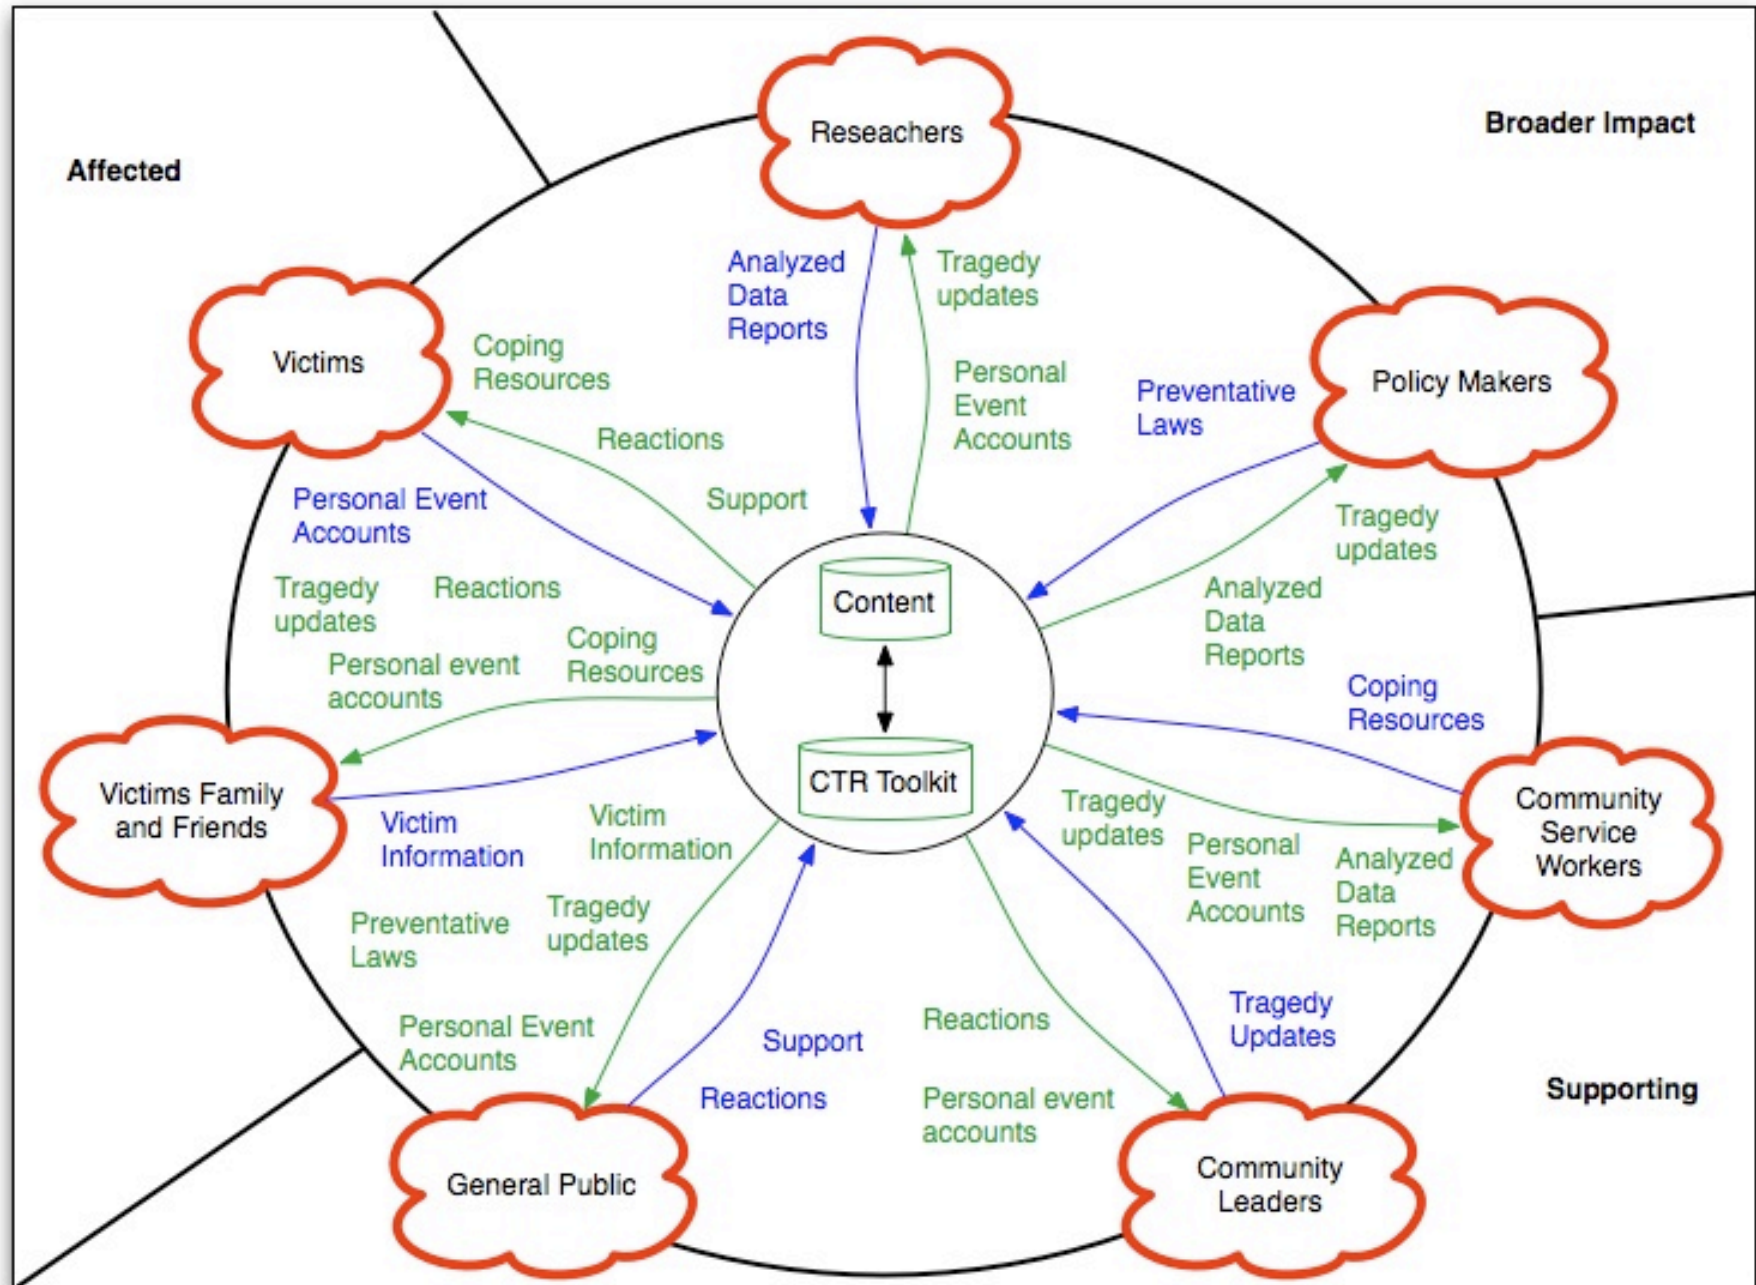 Reseachers
Broader Impact
Affected
Analyzed
Data
Reports
Tragedy
updates
Victims
Coping
Resources
Personal
Event
Accounts
Preventative
Laws
Policy Makers
Reactions
Support
Personal Event
Accounts
Tragedy
updates
Tragedy
updates
Reactions
Content
Analyzed
Data
Reports
Coping
Resources
Personal event
accounts
Coping
Resources
Victims Family
and Friends
CTR Toolkit
Community
Service
Workers
Victim
Information
Victim
Information
Tragedy
updates
Personal
Event
Accounts
Analyzed
Data
Reports
Preventative
Laws
Tragedy
updates
Personal Event
Accounts
Support
Reactions
Reactions
Tragedy
Updates
Personal event
accounts
Supporting
General Public
Community
Leaders